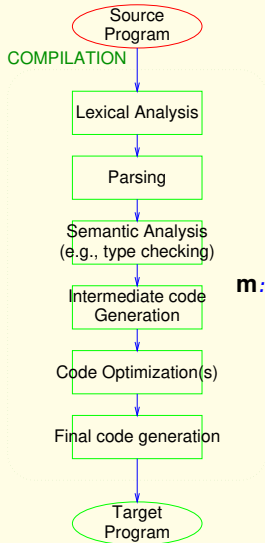 Source
Program
COMPILATION
Lexical Analysis
Parsing
Semantic Analysis
(e.g., type checking)
m:
Intermediate code
Generation
Code Optimization(s)
Final code generation
Target
Program